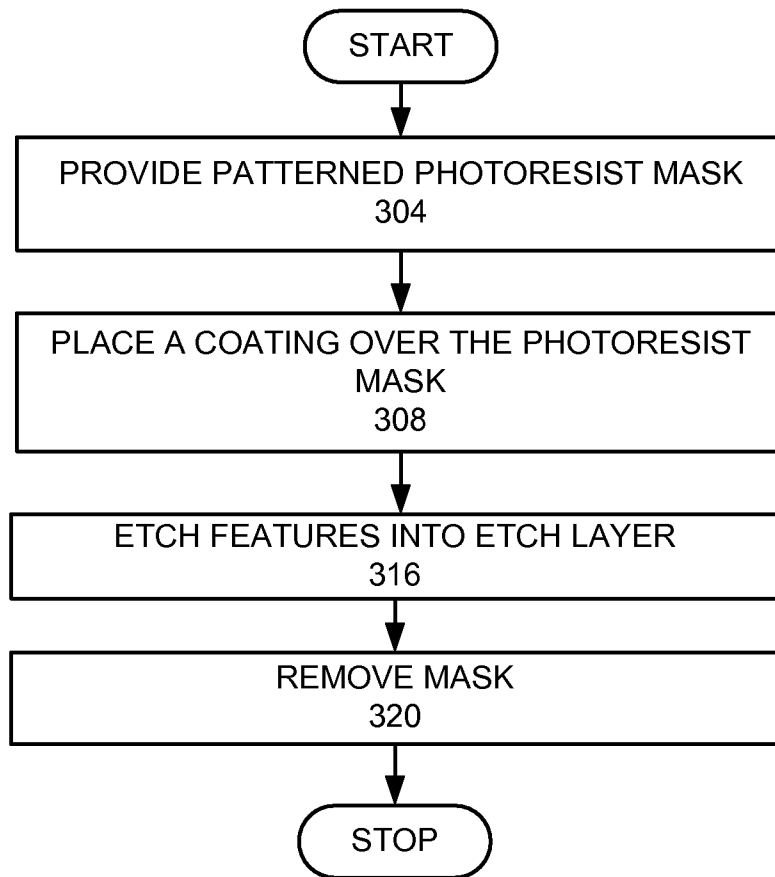 START
PROVIDE PATTERNED PHOTORESIST MASK
304
PLACE A COATING OVER THE PHOTORESIST
MASK
308
ETCH FEATURES INTO ETCH LAYER
316
REMOVE MASK
320
STOP